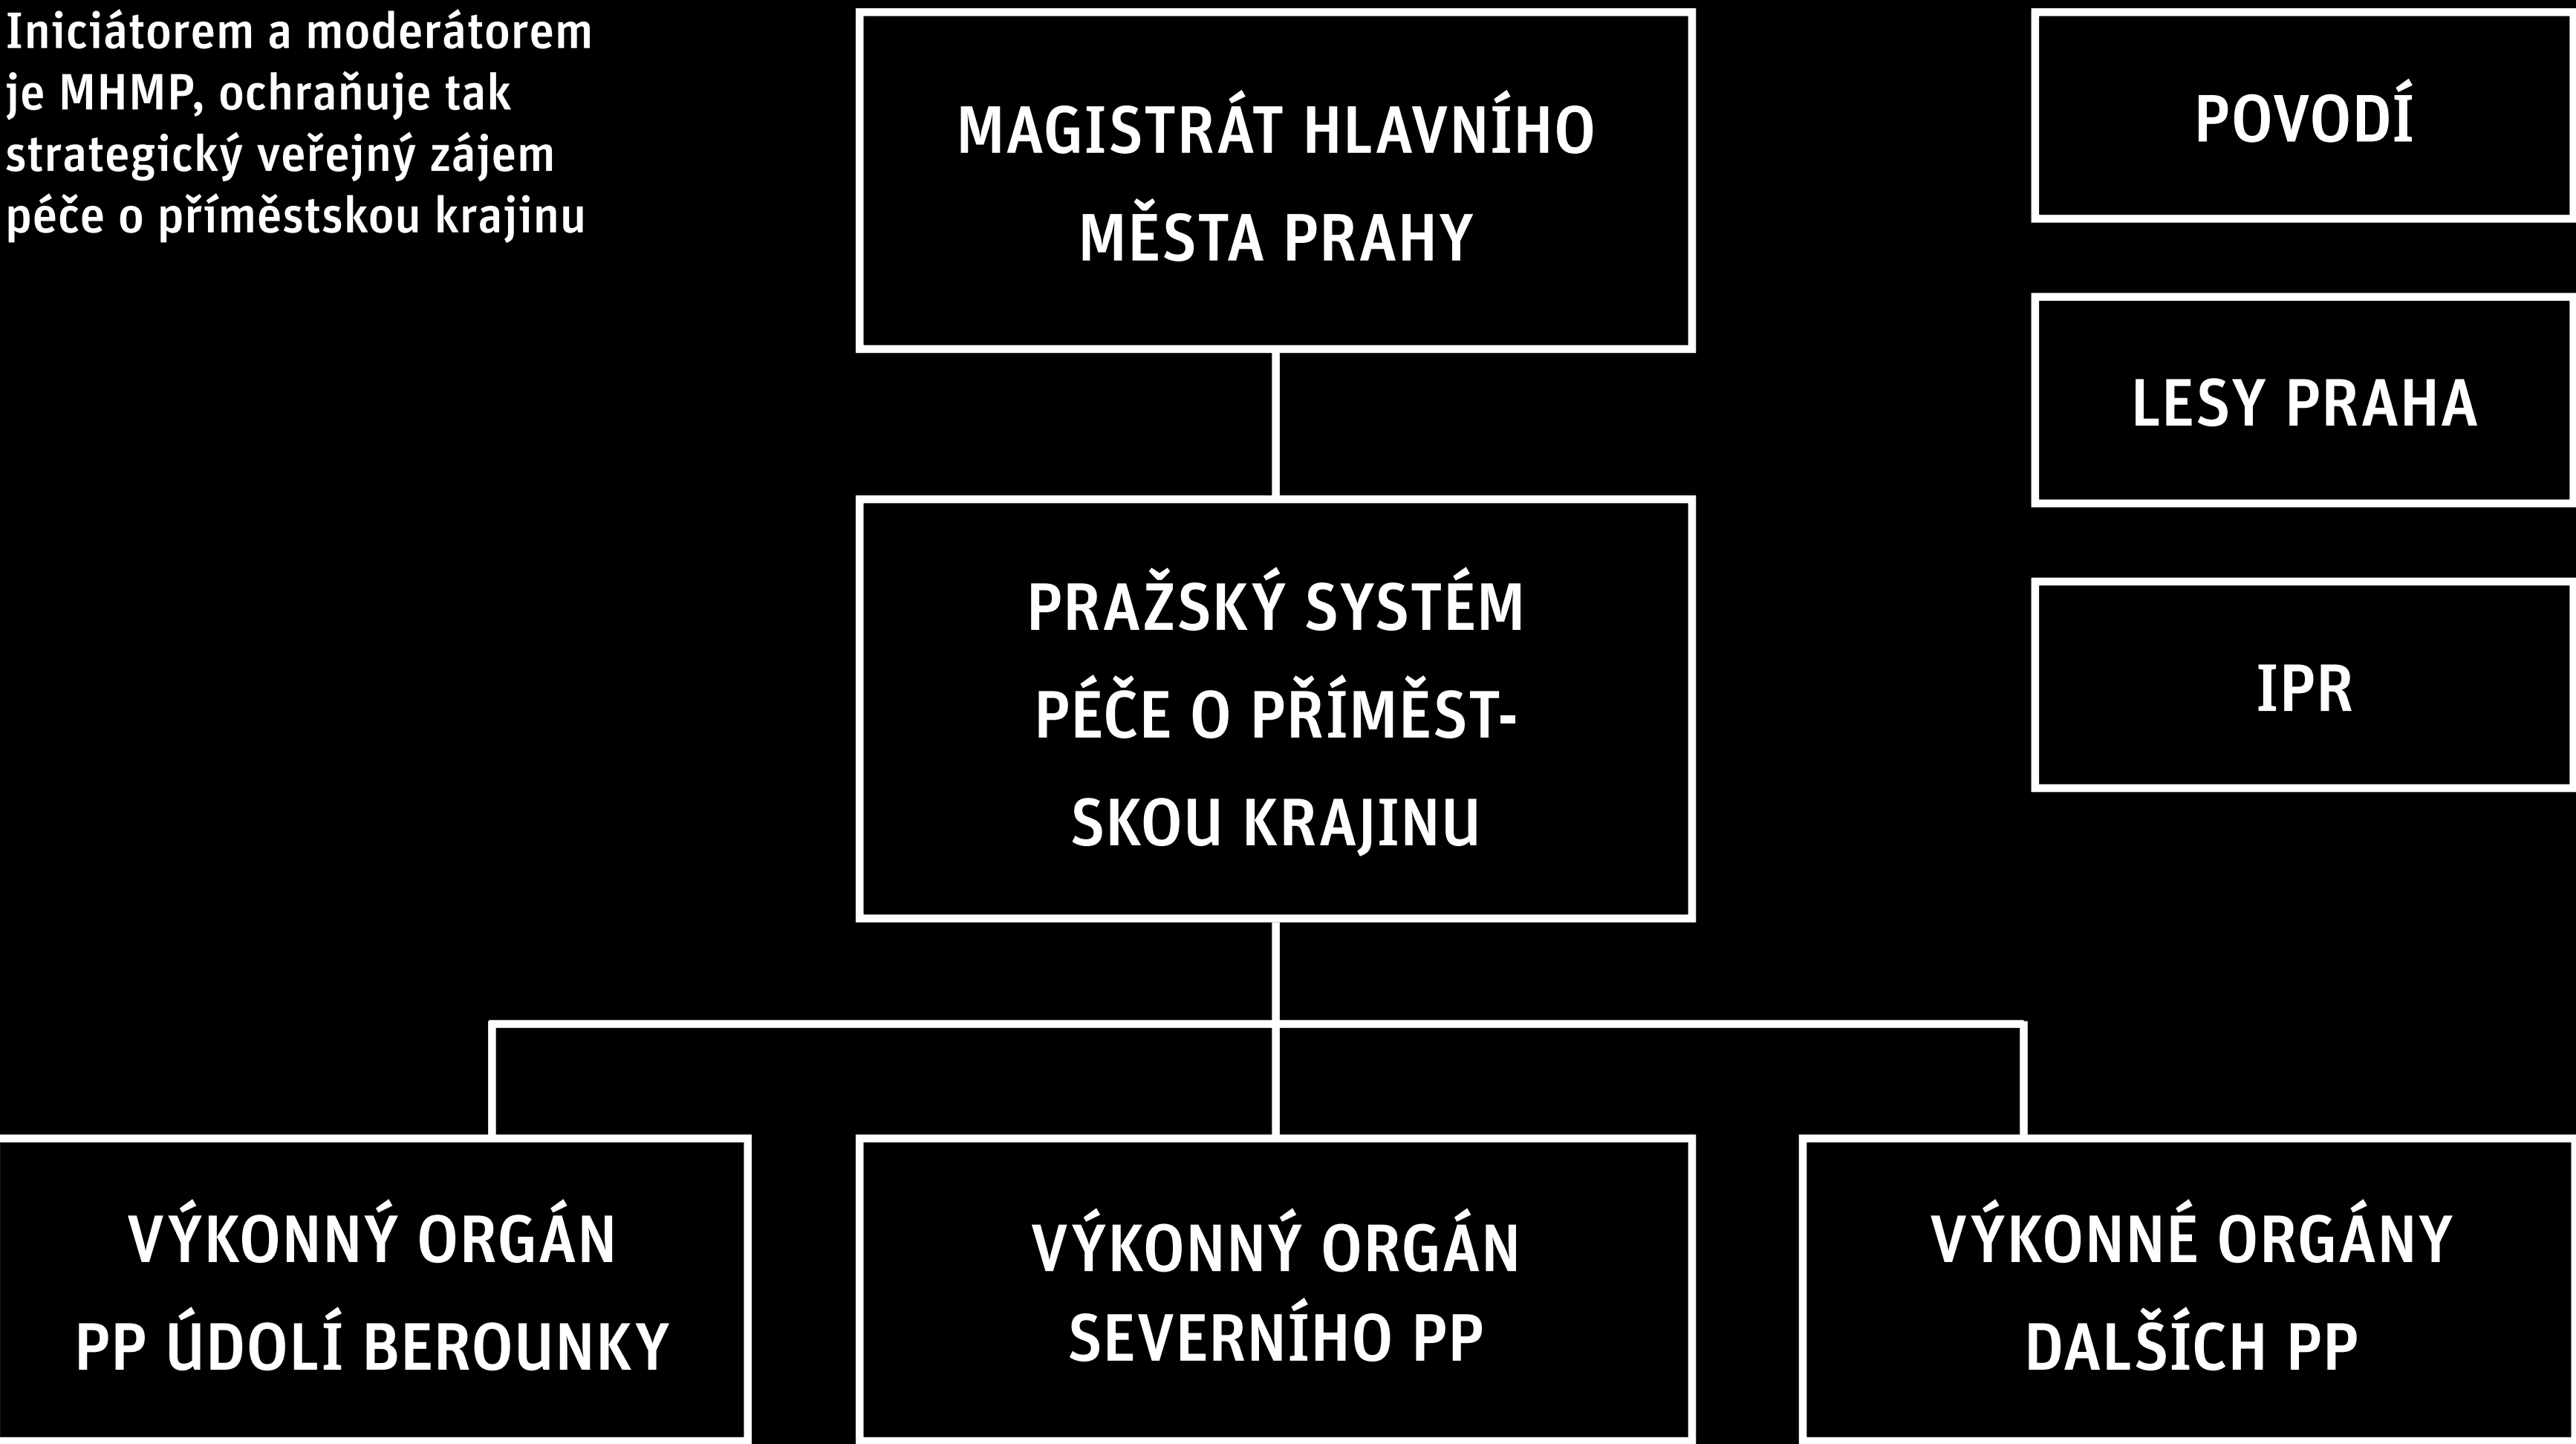 Iniciátorem a moderátorem
je MHMP, ochraňuje tak
strategický veřejný zájem
péče o příměstskou krajinu
MAGISTRÁT HLAVNÍHO
MĚSTA PRAHY
POVODÍ
LESY PRAHA
IPR
PRAŽSKÝ SYSTÉM
PÉČE O PŘÍMĚST-
SKOU KRAJINU
VÝKONNÝ ORGÁN
PP ÚDOLÍ BEROUNKY
VÝKONNÝ ORGÁN
SEVERNÍHO PP
VÝKONNÉ ORGÁNY
DALŠÍCH PP